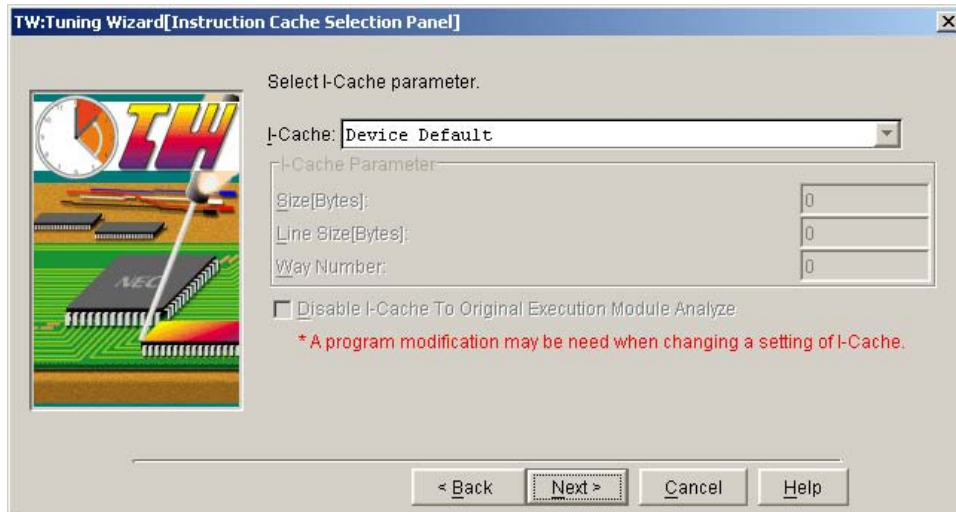 TW:Tuning Wizard[Instruction Cache Selection Panel]
TW
NEC
Select I-Cache parameter.
I-Cache: Device Default
I-Cache Parameter
Size[Bytes]: 0
Line Size[Bytes]: 0
Way Number: 0
Disable I-Cache To Original Execution Module Analyze
* A program modification may be need when changing a setting of I-Cache.
< Back Next > Cancel Help